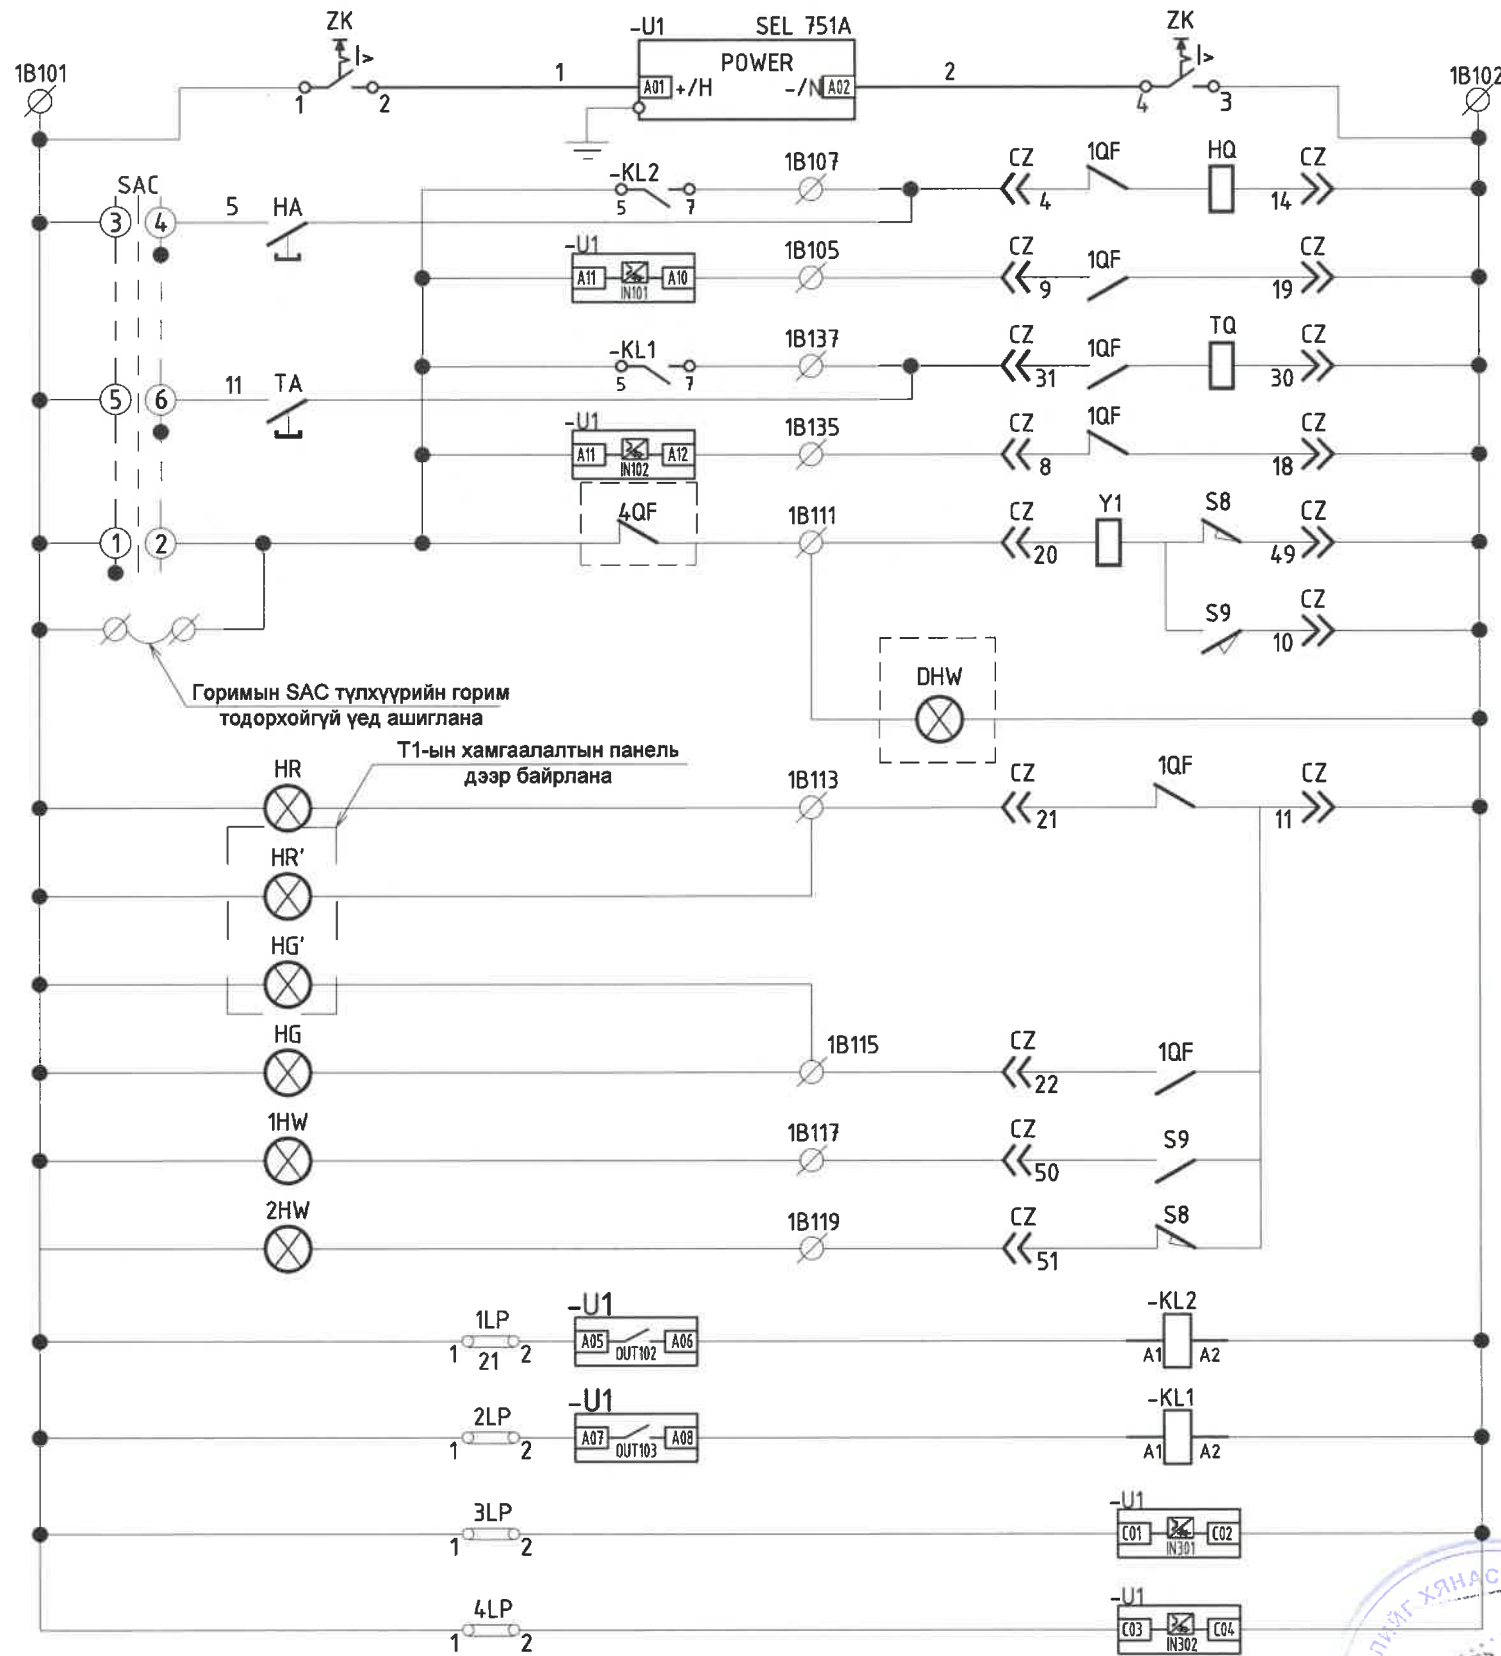 ZK
-U1 SEL 751A
ZK
1B101
I>
POWER
I>
1B102
1
2
1 2
A01 +/H -/N A02
4 3
-KL2
1B107
CZ 1QF HQ CZ
SAC
5 HA
3 4
5 7
4 14
-U1
1B105
CZ 1QF CZ
A11 A10
IN101
9 19
-KL1
1B137
CZ 1QF TQ CZ
11 TA
5 6
5 7
31 30
-U1
1B135
CZ 1QF CZ
A11 A12
IN102
8 18
4QF
1B111
CZ Y1 S8 CZ
1 2
20 49
S9 CZ
10
DHW
Горимын SAC түлхүүрийн горим
тодорхойгүй үед ашиглана
Т1-ын хамгаалалтын панель
дээр байрлана
HR
1B113
CZ 1QF CZ
21 11
HR'
HG'
HG
1B115
CZ 1QF
22
1HW
1B117
CZ S9
50
2HW
1B119
CZ S8
51
1LP
-U1
-KL2
A05 A06
OUT102
1 21 2
A1 A2
2LP
-U1
-KL1
A07 A08
OUT103
1 2
A1 A2
3LP
-U1
C01 C02
IN301
1 2
4LP
-U1
C03 C04
IN302
1 2
ЛИЙГ ХЯНАС